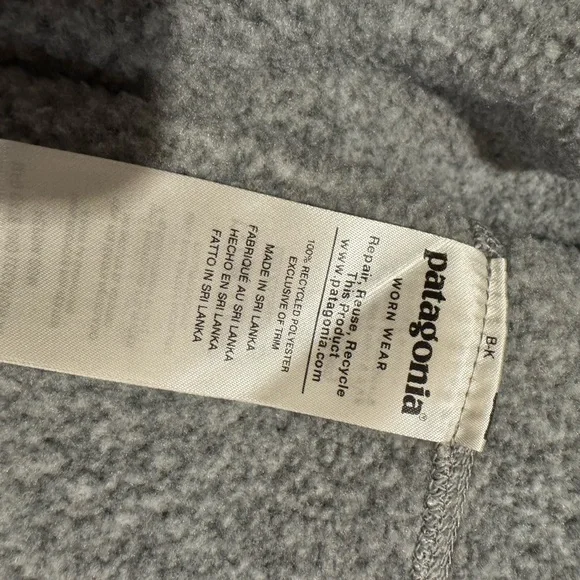 B-K
patagonia®
WORN WEAR
Repair, Reuse, Recycle
This Product
www.patagonia.com
100% RECYCLED POLYESTER
EXCLUSIVE OF TRIM
MADE IN SRI LANKA
FABRIQUÉ AU SRI LANKA
HECHO EN SRI LANKA
FATTO IN SRI LANKA